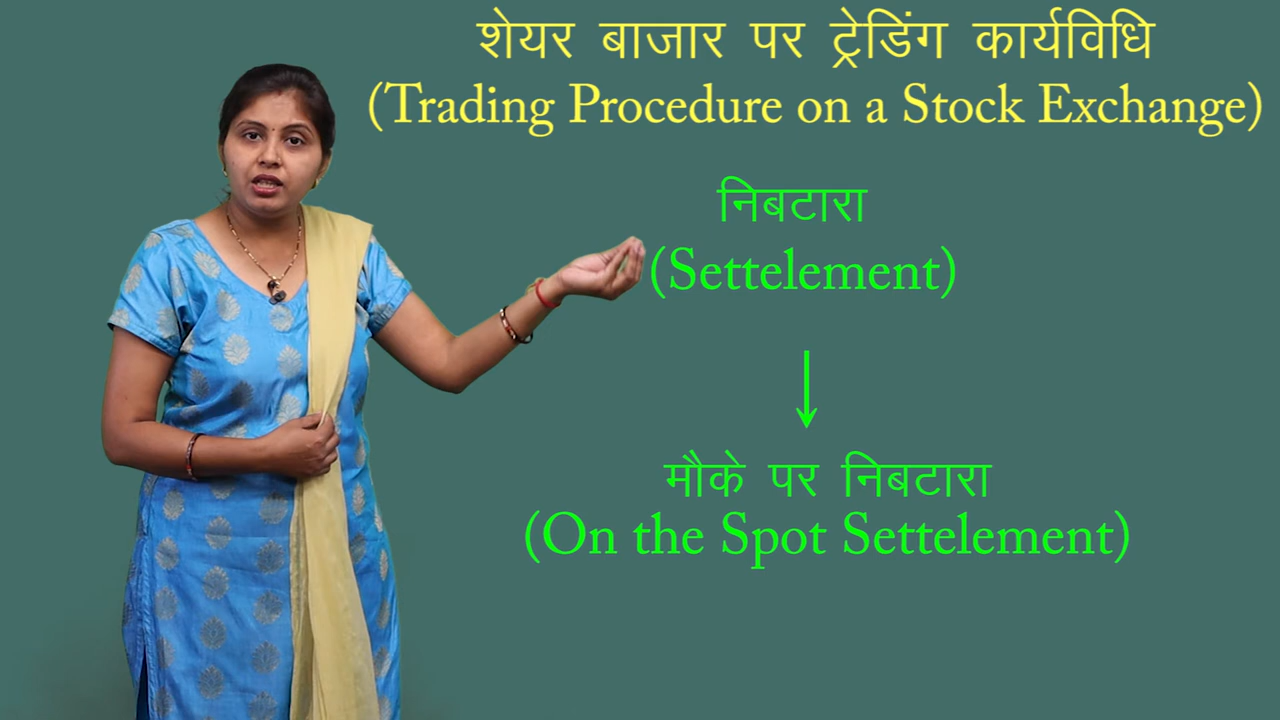 शेयर बाजार पर ट्रेडिंग कार्यविधि
(Trading Procedure on a Stock Exchange)
निबटारा
(Settelement)
मौके पर निबटारा
(On the Spot Settelement)